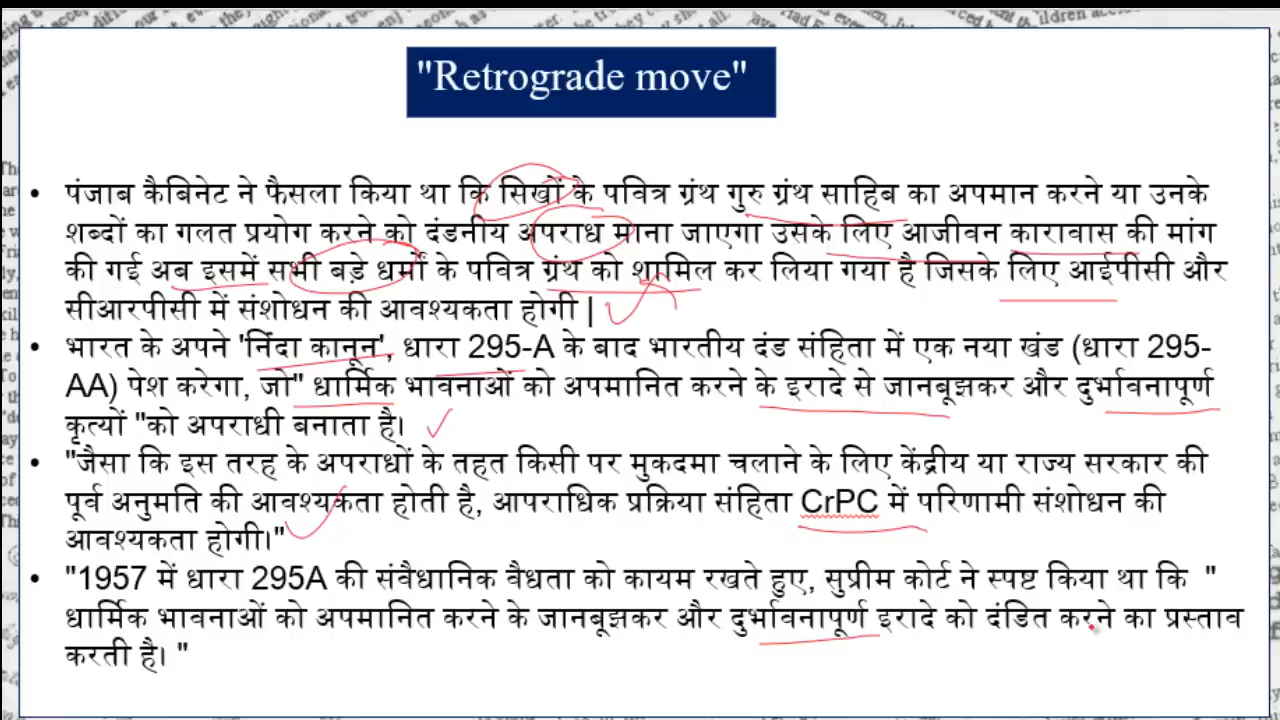 "Retrograde move"
• पंजाब कैबिनेट ने फैसला किया था कि सिखों के पवित्र ग्रंथ गुरु ग्रंथ साहिब का अपमान करने या उनके
शब्दों का गलत प्रयोग करने को दंडनीय अपराध माना जाएगा उसके लिए आजीवन कारावास की मांग
की गई अब इसमें सभी बड़े धर्मों के पवित्र ग्रंथ को शामिल कर लिया गया है जिसके लिए आईपीसी और
सीआरपीसी में संशोधन की आवश्यकता होगी |
• भारत के अपने 'निंदा कानून', धारा 295-A के बाद भारतीय दंड संहिता में एक नया खंड (धारा 295-
AA) पेश करेगा, जो" धार्मिक भावनाओं को अपमानित करने के इरादे से जानबूझकर और दुर्भावनापूर्ण
कृत्यों "को अपराधी बनाता है।
• "जैसा कि इस तरह के अपराधों के तहत किसी पर मुकदमा चलाने के लिए केंद्रीय या राज्य सरकार की
पूर्व अनुमति की आवश्यकता होती है, आपराधिक प्रक्रिया संहिता CrPC में परिणामी संशोधन की
आवश्यकता होगी।"
• "1957 में धारा 295A की संवैधानिक वैधता को कायम रखते हुए, सुप्रीम कोर्ट ने स्पष्ट किया था कि "
धार्मिक भावनाओं को अपमानित करने के जानबूझकर और दुर्भावनापूर्ण इरादे को दंडित करने का प्रस्ताव
करती है। "